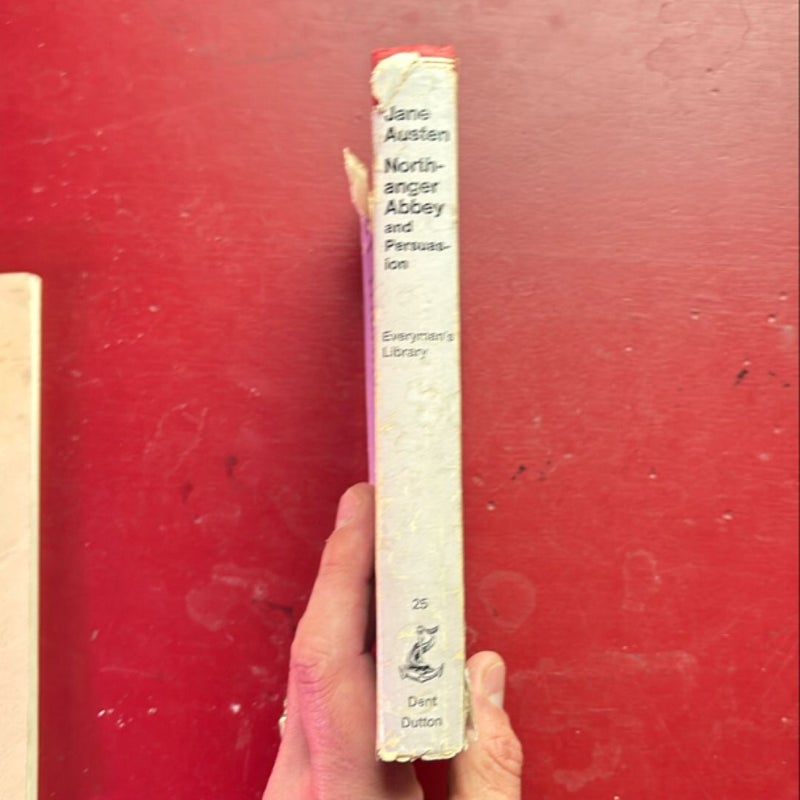 Jane
Austen
North-
anger
Abbey
and
Persuas-
ion
Everyman's
Library
25
Dent
Dutton